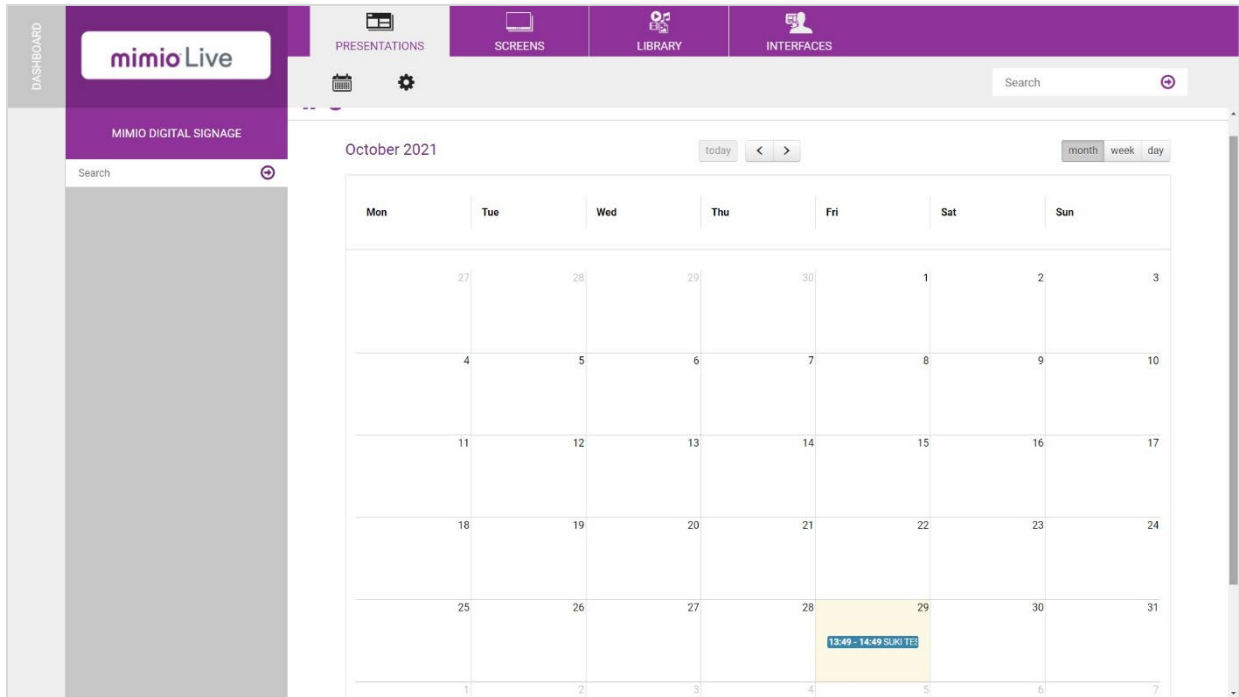 DASHBOARD
mimio Live
PRESENTATIONS SCREENS LIBRARY INTERFACES
Search
MIMIO DIGITAL SIGNAGE
Search
October 2021 today < > month week day
Mon Tue Wed Thu Fri Sat Sun
27 28 29 30 1 2 3
4 5 6 7 8 9 10
11 12 13 14 15 16 17
18 19 20 21 22 23 24
25 26 27 28 29 30 31
13:49 - 14:49 SUKI TES
1 2 3 4 5 6 7